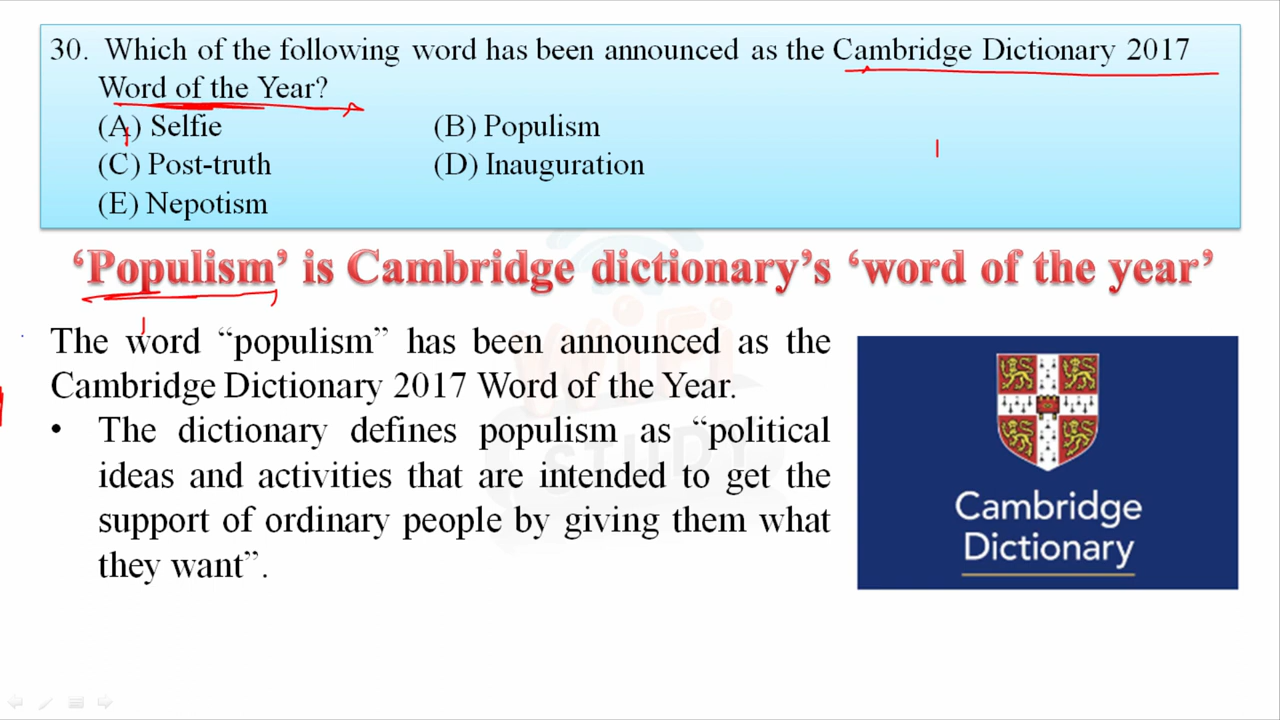 30. Which of the following word has been announced as the Cambridge Dictionary 2017
Word of the Year?
(A) Selfie (B) Populism
(C) Post-truth (D) Inauguration
(E) Nepotism
‘Populism’ is Cambridge dictionary’s ‘word of the year’
The word “populism” has been announced as the
Cambridge Dictionary 2017 Word of the Year.
• The dictionary defines populism as “political
ideas and activities that are intended to get the
support of ordinary people by giving them what
they want”.
Cambridge
Dictionary
WiFi
STUDY